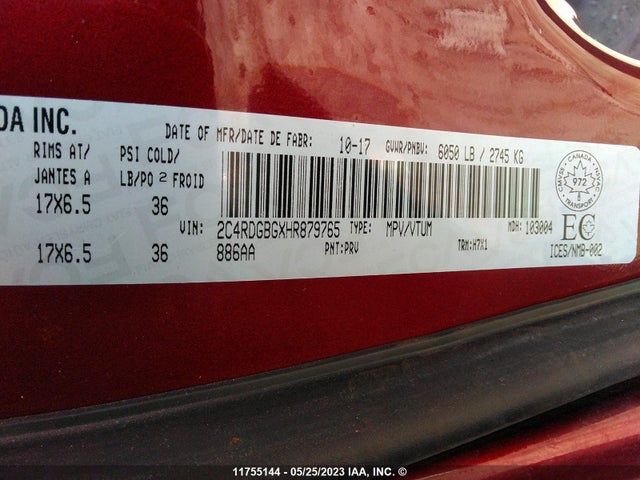 DA INC.
DATE OF MFR/DATE DE FABR: 10-17 GVWR/PNBV: 6050 LB / 2745 KG
RIMS AT/ PSI COLD/
JANTES A LB/PO 2 FROID
17X6.5 36
VIN: 2C4RDGBGXHR879765 TYPE: MPV/VTUM MDH: 103004
17X6.5 36 886AA PNT:PRV TRM:H7X1
CANADA
972
TRANSPORT
EC
ICES/NMB-002
11755144 - 05/25/2023 IAA, INC. ©